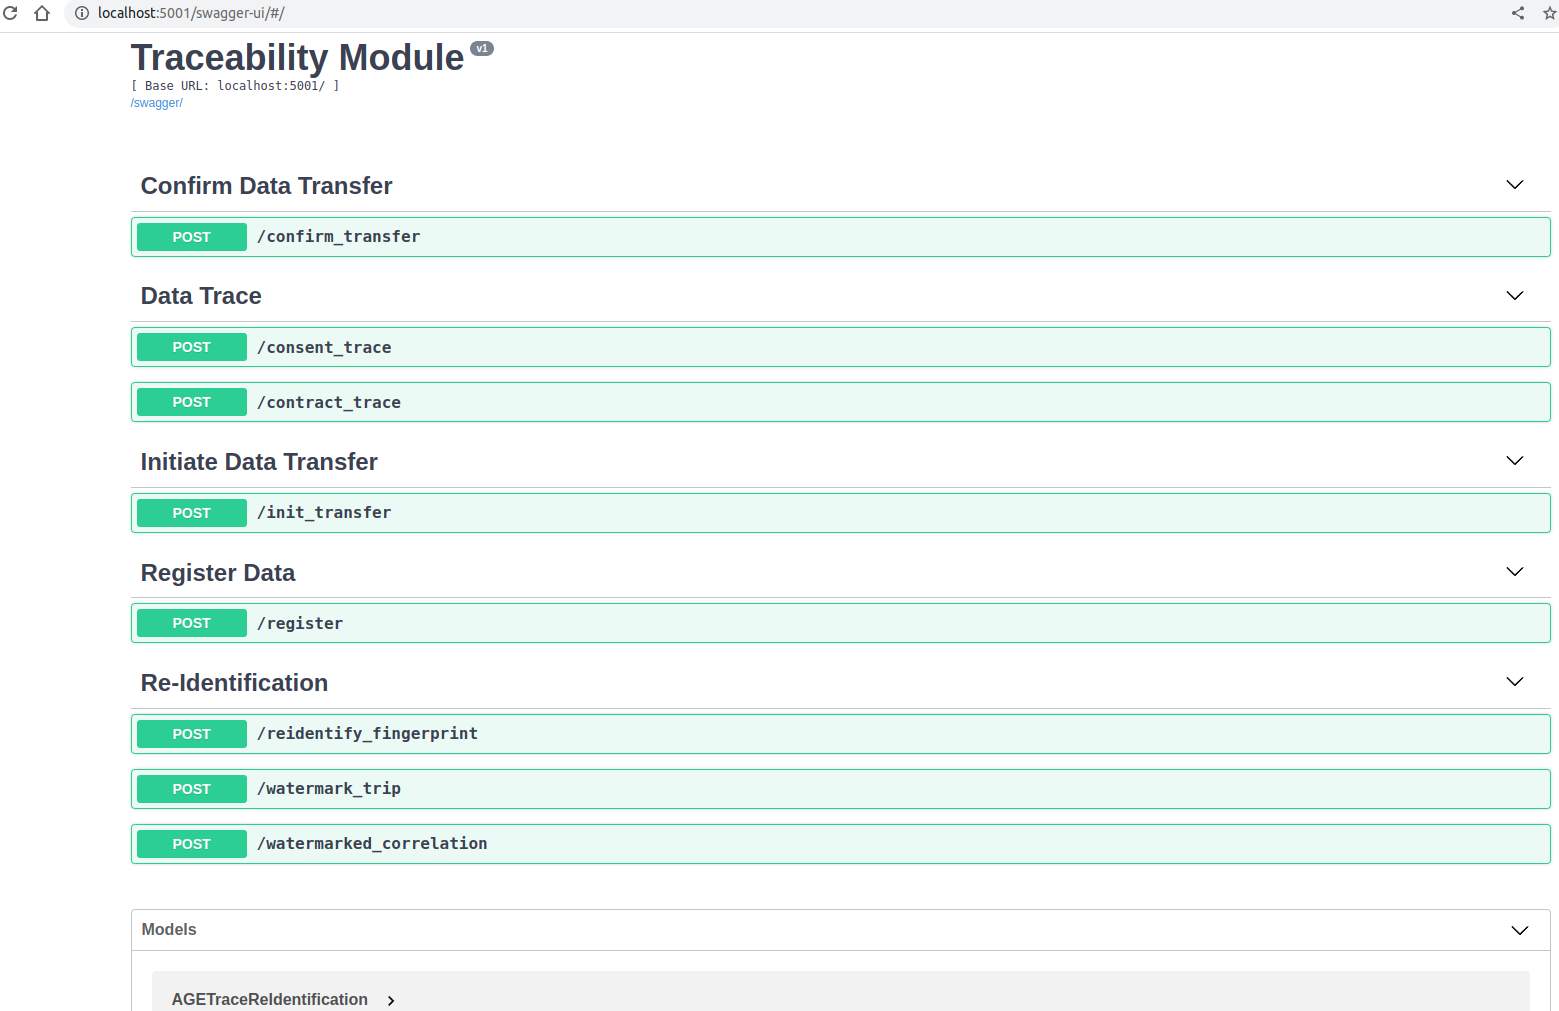 localhost:5001/swagger-ui/#/
Traceability Module v1
[ Base URL: localhost:5001/ ]
/swagger/
Confirm Data Transfer
POST /confirm_transfer
Data Trace
POST /consent_trace
POST /contract_trace
Initiate Data Transfer
POST /init_transfer
Register Data
POST /register
Re-Identification
POST /reidentify_fingerprint
POST /watermark_trip
POST /watermarked_correlation
Models
AGETraceReIdentification